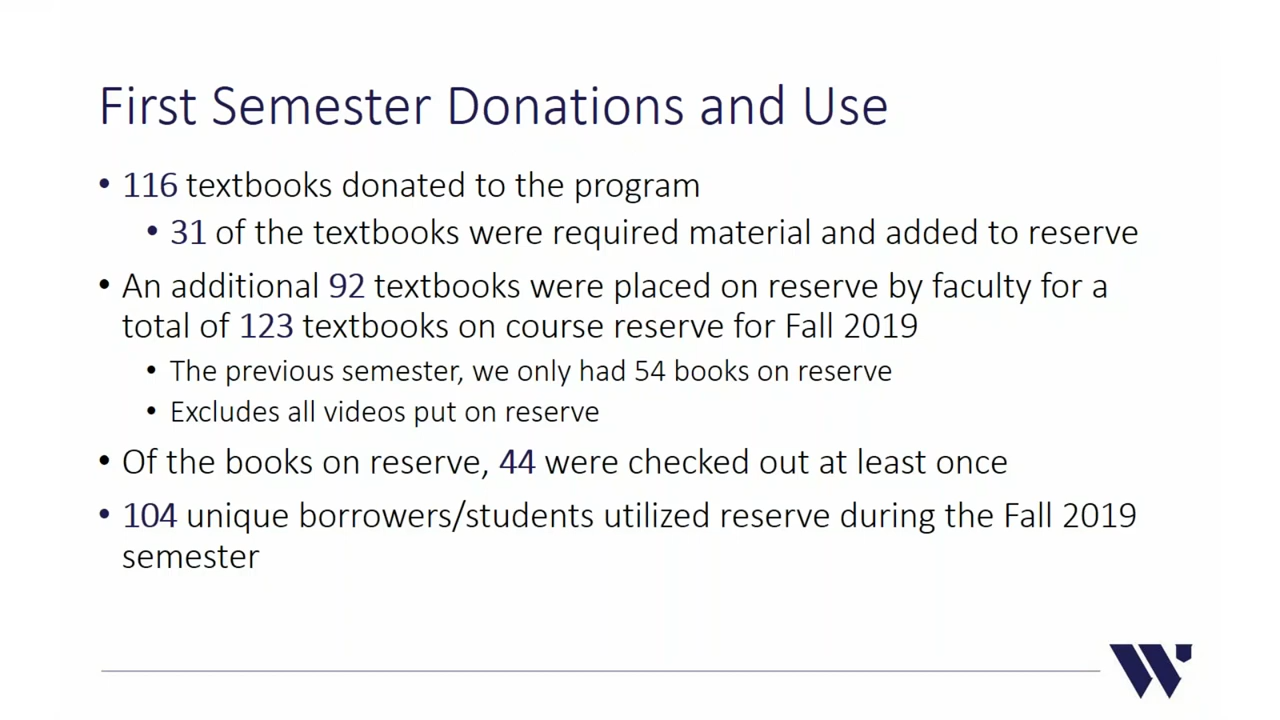 First Semester Donations and Use
• 116 textbooks donated to the program
• 31 of the textbooks were required material and added to reserve
• An additional 92 textbooks were placed on reserve by faculty for a
total of 123 textbooks on course reserve for Fall 2019
• The previous semester, we only had 54 books on reserve
• Excludes all videos put on reserve
• Of the books on reserve, 44 were checked out at least once
• 104 unique borrowers/students utilized reserve during the Fall 2019
semester